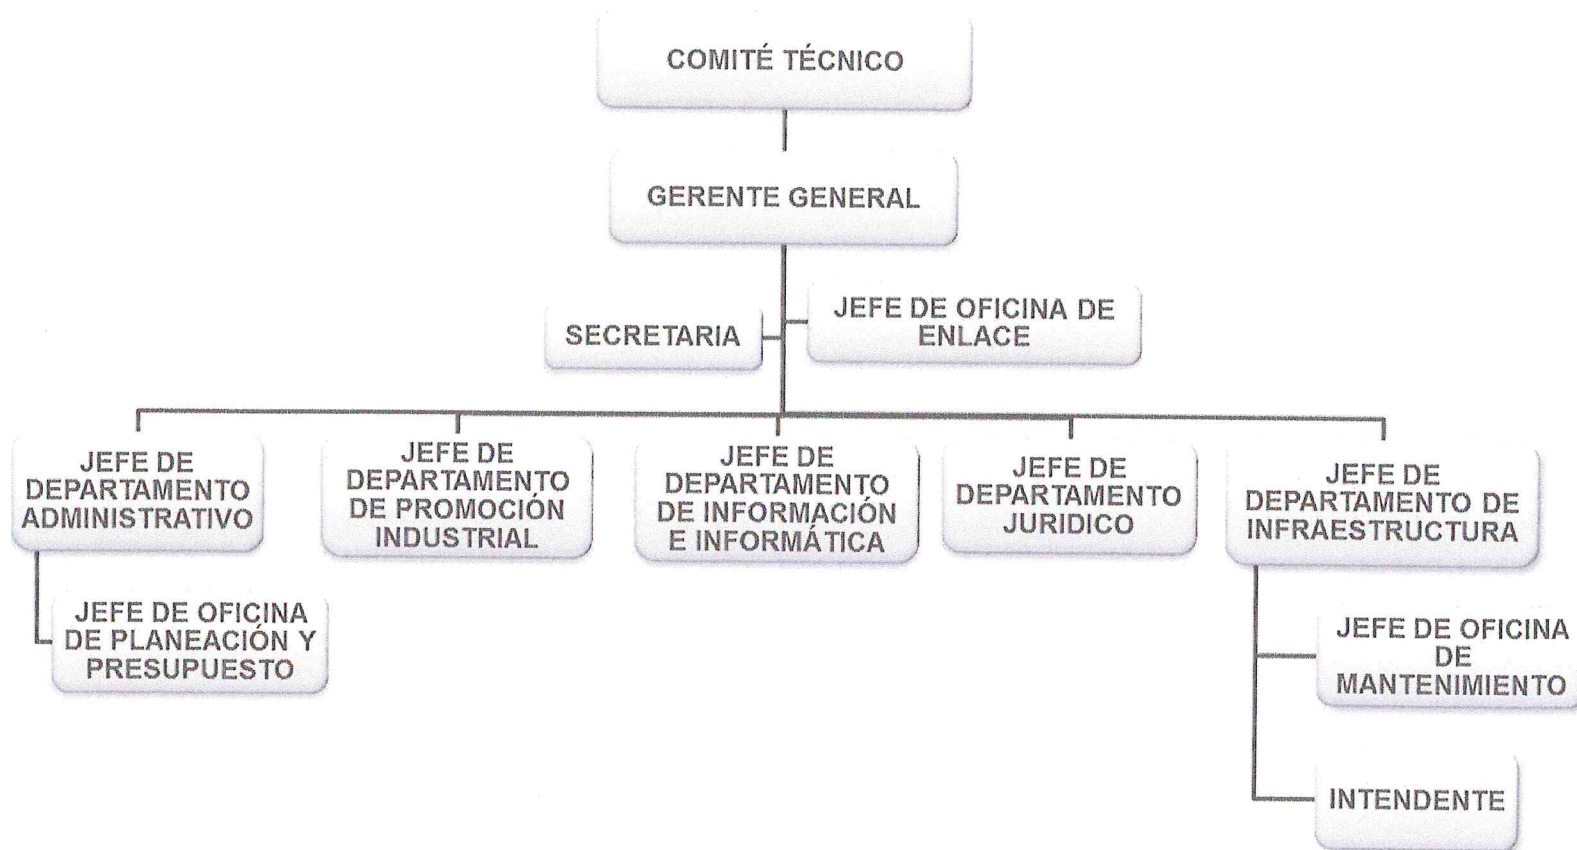 COMITÉ TÉCNICO
GERENTE GENERAL
JEFE DE OFICINA DE
ENLACE
SECRETARIA
JEFE DE
DEPARTAMENTO
ADMINISTRATIVO
JEFE DE
DEPARTAMENTO
DE PROMOCIÓN
INDUSTRIAL
JEFE DE
DEPARTAMENTO
DE INFORMACIÓN
E INFORMÁTICA
JEFE DE
DEPARTAMENTO
JURIDICO
JEFE DE
DEPARTAMENTO DE
INFRAESTRUCTURA
JEFE DE OFICINA
DE PLANEACIÓN Y
PRESUPUESTO
JEFE DE OFICINA
DE
MANTENIMIENTO
INTENDENTE